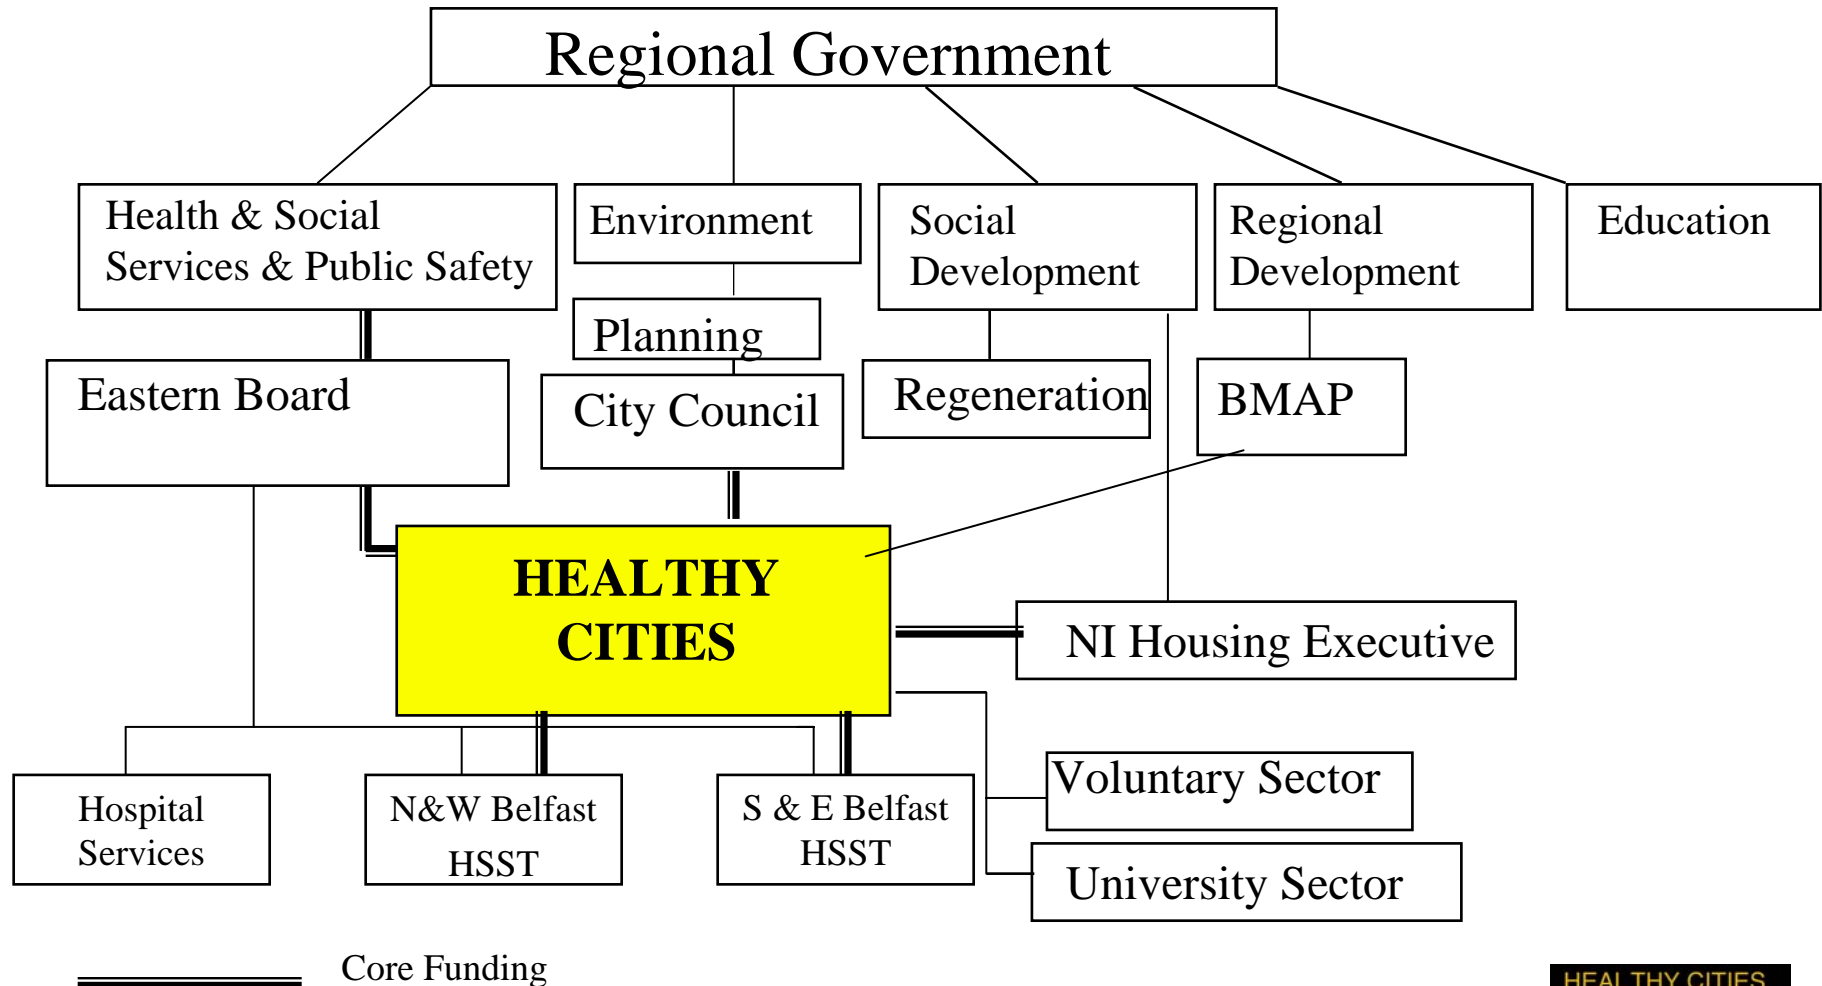 Regional Government
Health & Social
Services & Public Safety
Environment
Social
Development
Regional
Development
Education
Planning
Eastern Board
City Council
Regeneration
BMAP
HEALTHY
CITIES
NI Housing Executive
Hospital
Services
N&W Belfast
HSST
S & E Belfast
HSST
Voluntary Sector
University Sector
Core Funding
HEALTHY CITIES